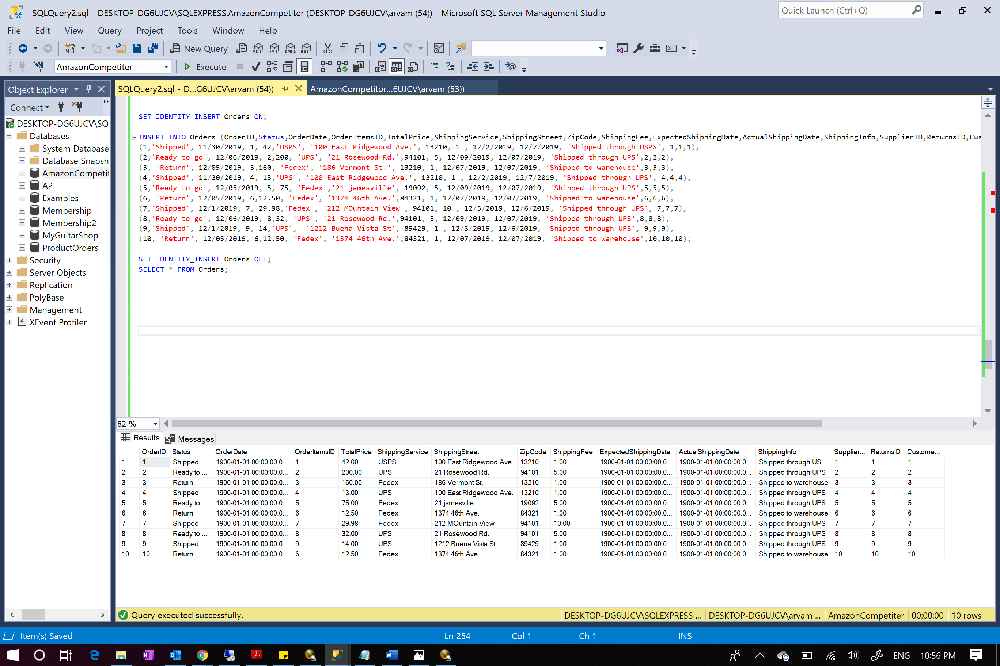 SQLQuery2.sql - DESKTOP-DG6UJCV\SQLEXPRESS.AmazonCompetiter (DESKTOP-DG6UJCV\arvam (54)) - Microsoft SQL Server Management Studio
Quick Launch (Ctrl+Q)
File Edit View Query Project Tools Window Help
New Query MDX DMX XMLA DAX
AmazonCompetiter Execute
Object Explorer
SQLQuery2.sql - D...G6UJCV\arvam (54)) AmazonCompetitor...6UJCV\arvam (53))
Connect
DESKTOP-DG6UJCV\SQ
Databases
System Database
Database Snapsh
AmazonCompetit
AP
Examples
Membership
Membership2
MyGuitarShop
ProductOrders
Security
Server Objects
Replication
PolyBase
Management
XEvent Profiler
SET IDENTITY_INSERT Orders ON;
INSERT INTO Orders (OrderID,Status,OrderDate,OrderItemsID,TotalPrice,ShippingService,ShippingStreet,ZipCode,ShippingFee,ExpectedShippingDate,ActualShippingDate,ShippingInfo,SupplierID,ReturnsID,Cus
(1,'Shipped', 11/30/2019, 1, 42,'USPS', '100 East Ridgewood Ave.', 13210, 1 , 12/2/2019, 12/7/2019, 'Shipped through USPS', 1,1,1),
(2,'Ready to go', 12/06/2019, 2,200, 'UPS', '21 Rosewood Rd.',94101, 5, 12/09/2019, 12/07/2019, 'Shipped through UPS',2,2,2),
(3, 'Return', 12/05/2019, 3,160, 'Fedex', '186 Vermont St.', 13210, 1, 12/07/2019, 12/07/2019, 'Shipped to warehouse',3,3,3),
(4,'Shipped', 11/30/2019, 4, 13,'UPS', '100 East Ridgewood Ave.', 13210, 1 , 12/2/2019, 12/7/2019, 'Shipped through UPS', 4,4,4),
(5,'Ready to go', 12/05/2019, 5, 75, 'Fedex','21 jamesville', 19092, 5, 12/09/2019, 12/07/2019, 'Shipped through UPS',5,5,5),
(6, 'Return', 12/05/2019, 6,12.50, 'Fedex', '1374 46th Ave.',84321, 1, 12/07/2019, 12/07/2019, 'Shipped to warehouse',6,6,6),
(7,'Shipped', 12/1/2019, 7, 29.98,'Fedex', '212 MOuntain View', 94101, 10 , 12/3/2019, 12/6/2019, 'Shipped through UPS', 7,7,7),
(8,'Ready to go', 12/06/2019, 8,32, 'UPS', '21 Rosewood Rd.',94101, 5, 12/09/2019, 12/07/2019, 'Shipped through UPS',8,8,8),
(9,'Shipped', 12/1/2019, 9, 14,'UPS', '1212 Buena Vista St', 89429, 1 , 12/3/2019, 12/6/2019, 'Shipped through UPS', 9,9,9),
(10, 'Return', 12/05/2019, 6,12.50, 'Fedex', '1374 46th Ave.',84321, 1, 12/07/2019, 12/07/2019, 'Shipped to warehouse',10,10,10);
SET IDENTITY_INSERT Orders OFF;
SELECT * FROM Orders;
82 %
Results Messages
OrderID Status OrderDate OrderItemsID TotalPrice ShippingService ShippingStreet ZipCode ShippingFee ExpectedShippingDate ActualShippingDate ShippingInfo Supplier... ReturnsID Custome...
1 1 Shipped 1900-01-01 00:00:00.0... 1 42.00 USPS 100 East Ridgewood Ave. 13210 1.00 1900-01-01 00:00:00.0... 1900-01-01 00:00:00.0... Shipped through US... 1 1 1
2 2 Ready to ... 1900-01-01 00:00:00.0... 2 200.00 UPS 21 Rosewood Rd. 94101 5.00 1900-01-01 00:00:00.0... 1900-01-01 00:00:00.0... Shipped through UPS 2 2 2
3 3 Return 1900-01-01 00:00:00.0... 3 160.00 Fedex 186 Vermont St. 13210 1.00 1900-01-01 00:00:00.0... 1900-01-01 00:00:00.0... Shipped to warehouse 3 3 3
4 4 Shipped 1900-01-01 00:00:00.0... 4 13.00 UPS 100 East Ridgewood Ave. 13210 1.00 1900-01-01 00:00:00.0... 1900-01-01 00:00:00.0... Shipped through UPS 4 4 4
5 5 Ready to ... 1900-01-01 00:00:00.0... 5 75.00 Fedex 21 jamesville 19092 5.00 1900-01-01 00:00:00.0... 1900-01-01 00:00:00.0... Shipped through UPS 5 5 5
6 6 Return 1900-01-01 00:00:00.0... 6 12.50 Fedex 1374 46th Ave. 84321 1.00 1900-01-01 00:00:00.0... 1900-01-01 00:00:00.0... Shipped to warehouse 6 6 6
7 7 Shipped 1900-01-01 00:00:00.0... 7 29.98 Fedex 212 MOuntain View 94101 10.00 1900-01-01 00:00:00.0... 1900-01-01 00:00:00.0... Shipped through UPS 7 7 7
8 8 Ready to ... 1900-01-01 00:00:00.0... 8 32.00 UPS 21 Rosewood Rd. 94101 5.00 1900-01-01 00:00:00.0... 1900-01-01 00:00:00.0... Shipped through UPS 8 8 8
9 9 Shipped 1900-01-01 00:00:00.0... 9 14.00 UPS 1212 Buena Vista St 89429 1.00 1900-01-01 00:00:00.0... 1900-01-01 00:00:00.0... Shipped through UPS 9 9 9
10 10 Return 1900-01-01 00:00:00.0... 6 12.50 Fedex 1374 46th Ave. 84321 1.00 1900-01-01 00:00:00.0... 1900-01-01 00:00:00.0... Shipped to warehouse 10 10 10
Query executed successfully. DESKTOP-DG6UJCV\SQLEXPRESS ... DESKTOP-DG6UJCV\arvam ... AmazonCompetiter 00:00:00 10 rows
Item(s) Saved Ln 254 Col 1 Ch 1 INS
ENG 10:56 PM